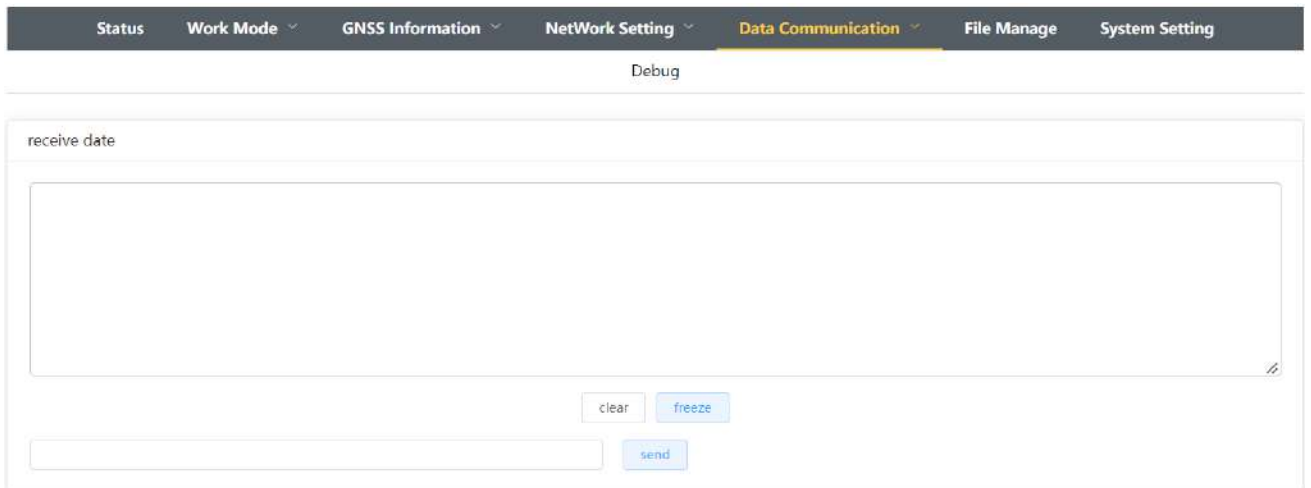 Status Work Mode GNSS Information NetWork Setting Data Communication File Manage System Setting
Debug
receive date
clear freeze
send